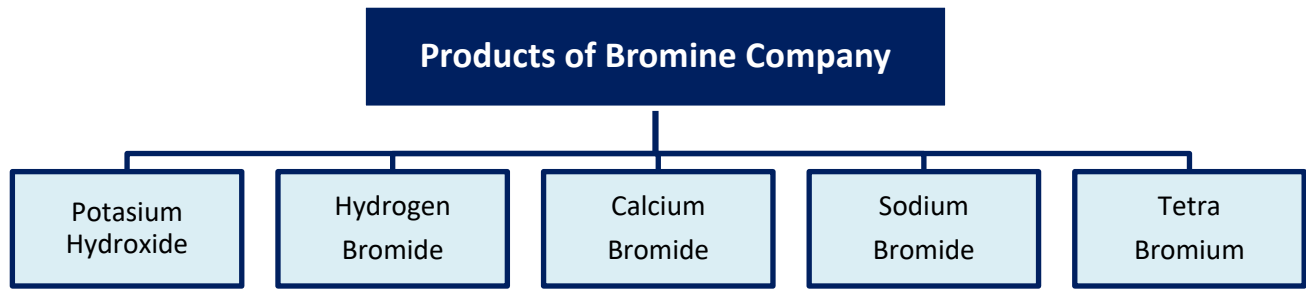 Products of Bromine Company
Potasium
Hydroxide
Hydrogen
Bromide
Calcium
Bromide
Sodium
Bromide
Tetra
Bromium